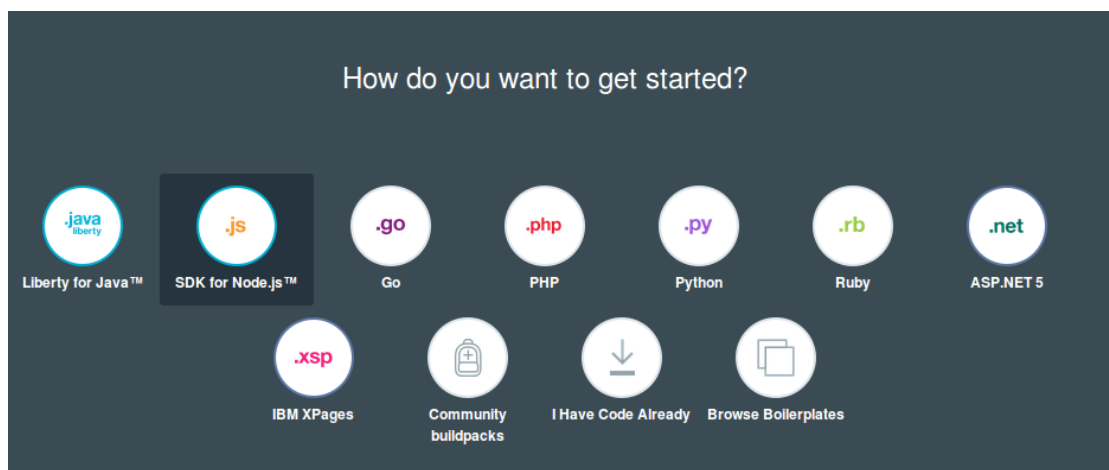 How do you want to get started?
.java
liberty
.js
.go
.php
.py
.rb
.net
Liberty for Java™
SDK for Node.js™
Go
PHP
Python
Ruby
ASP.NET 5
.xsp
IBM XPages
Community
buildpacks
I Have Code Already
Browse Boilerplates